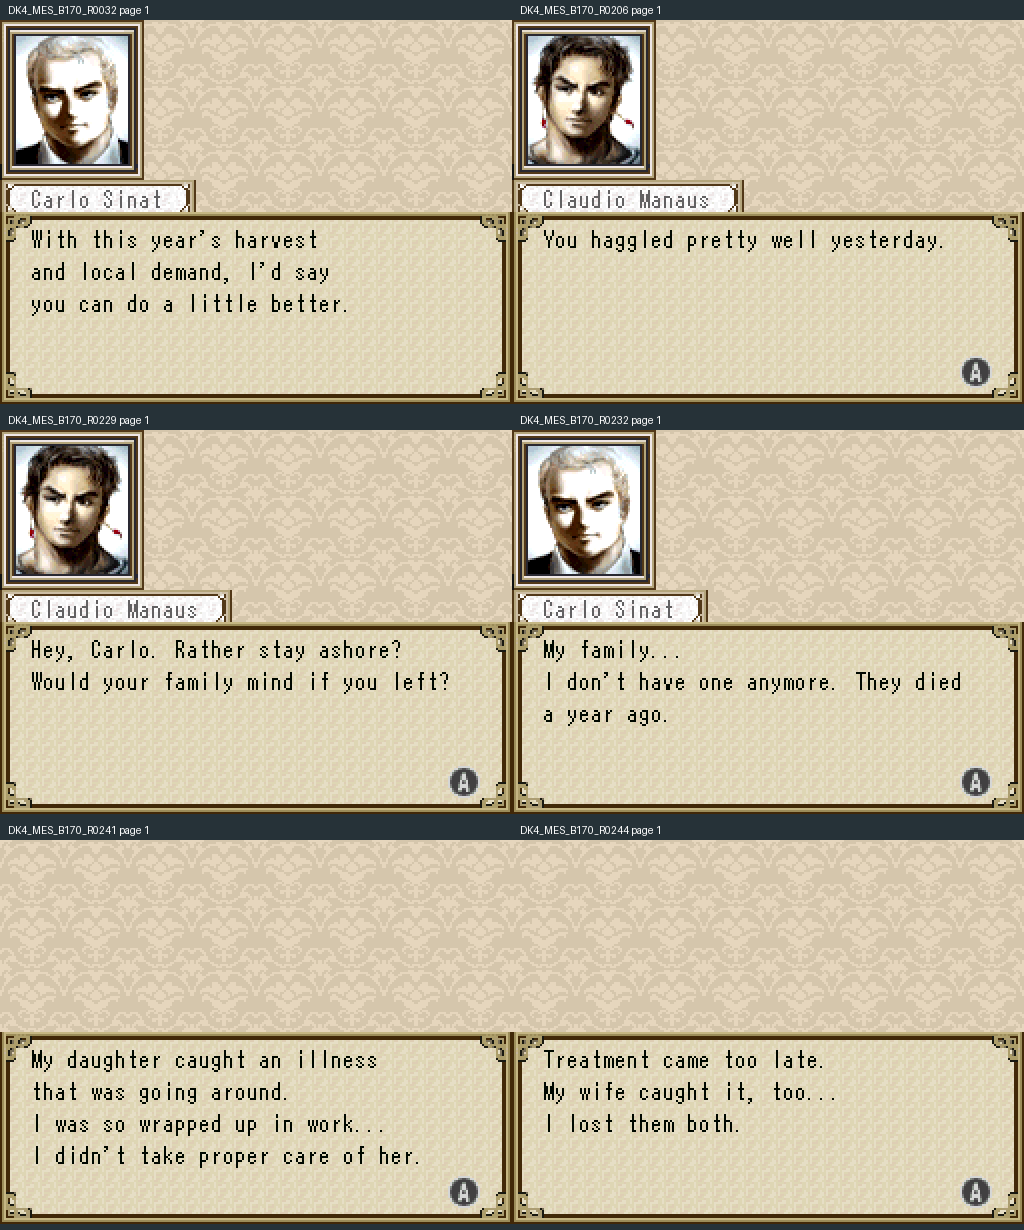 DK4_MES_B170_R0032 page 1
Carlo Sinat
With this year's harvest
and local demand, I'd say
you can do a little better.
DK4_MES_B170_R0206 page 1
Claudio Manaus
You haggled pretty well yesterday.
A
DK4_MES_B170_R0229 page 1
Claudio Manaus
Hey, Carlo. Rather stay ashore?
Would your family mind if you left?
A
DK4_MES_B170_R0232 page 1
Carlo Sinat
My family...
I don't have one anymore. They died
a year ago.
A
DK4_MES_B170_R0241 page 1
My daughter caught an illness
that was going around.
I was so wrapped up in work...
I didn't take proper care of her.
A
DK4_MES_B170_R0244 page 1
Treatment came too late.
My wife caught it, too...
I lost them both.
A